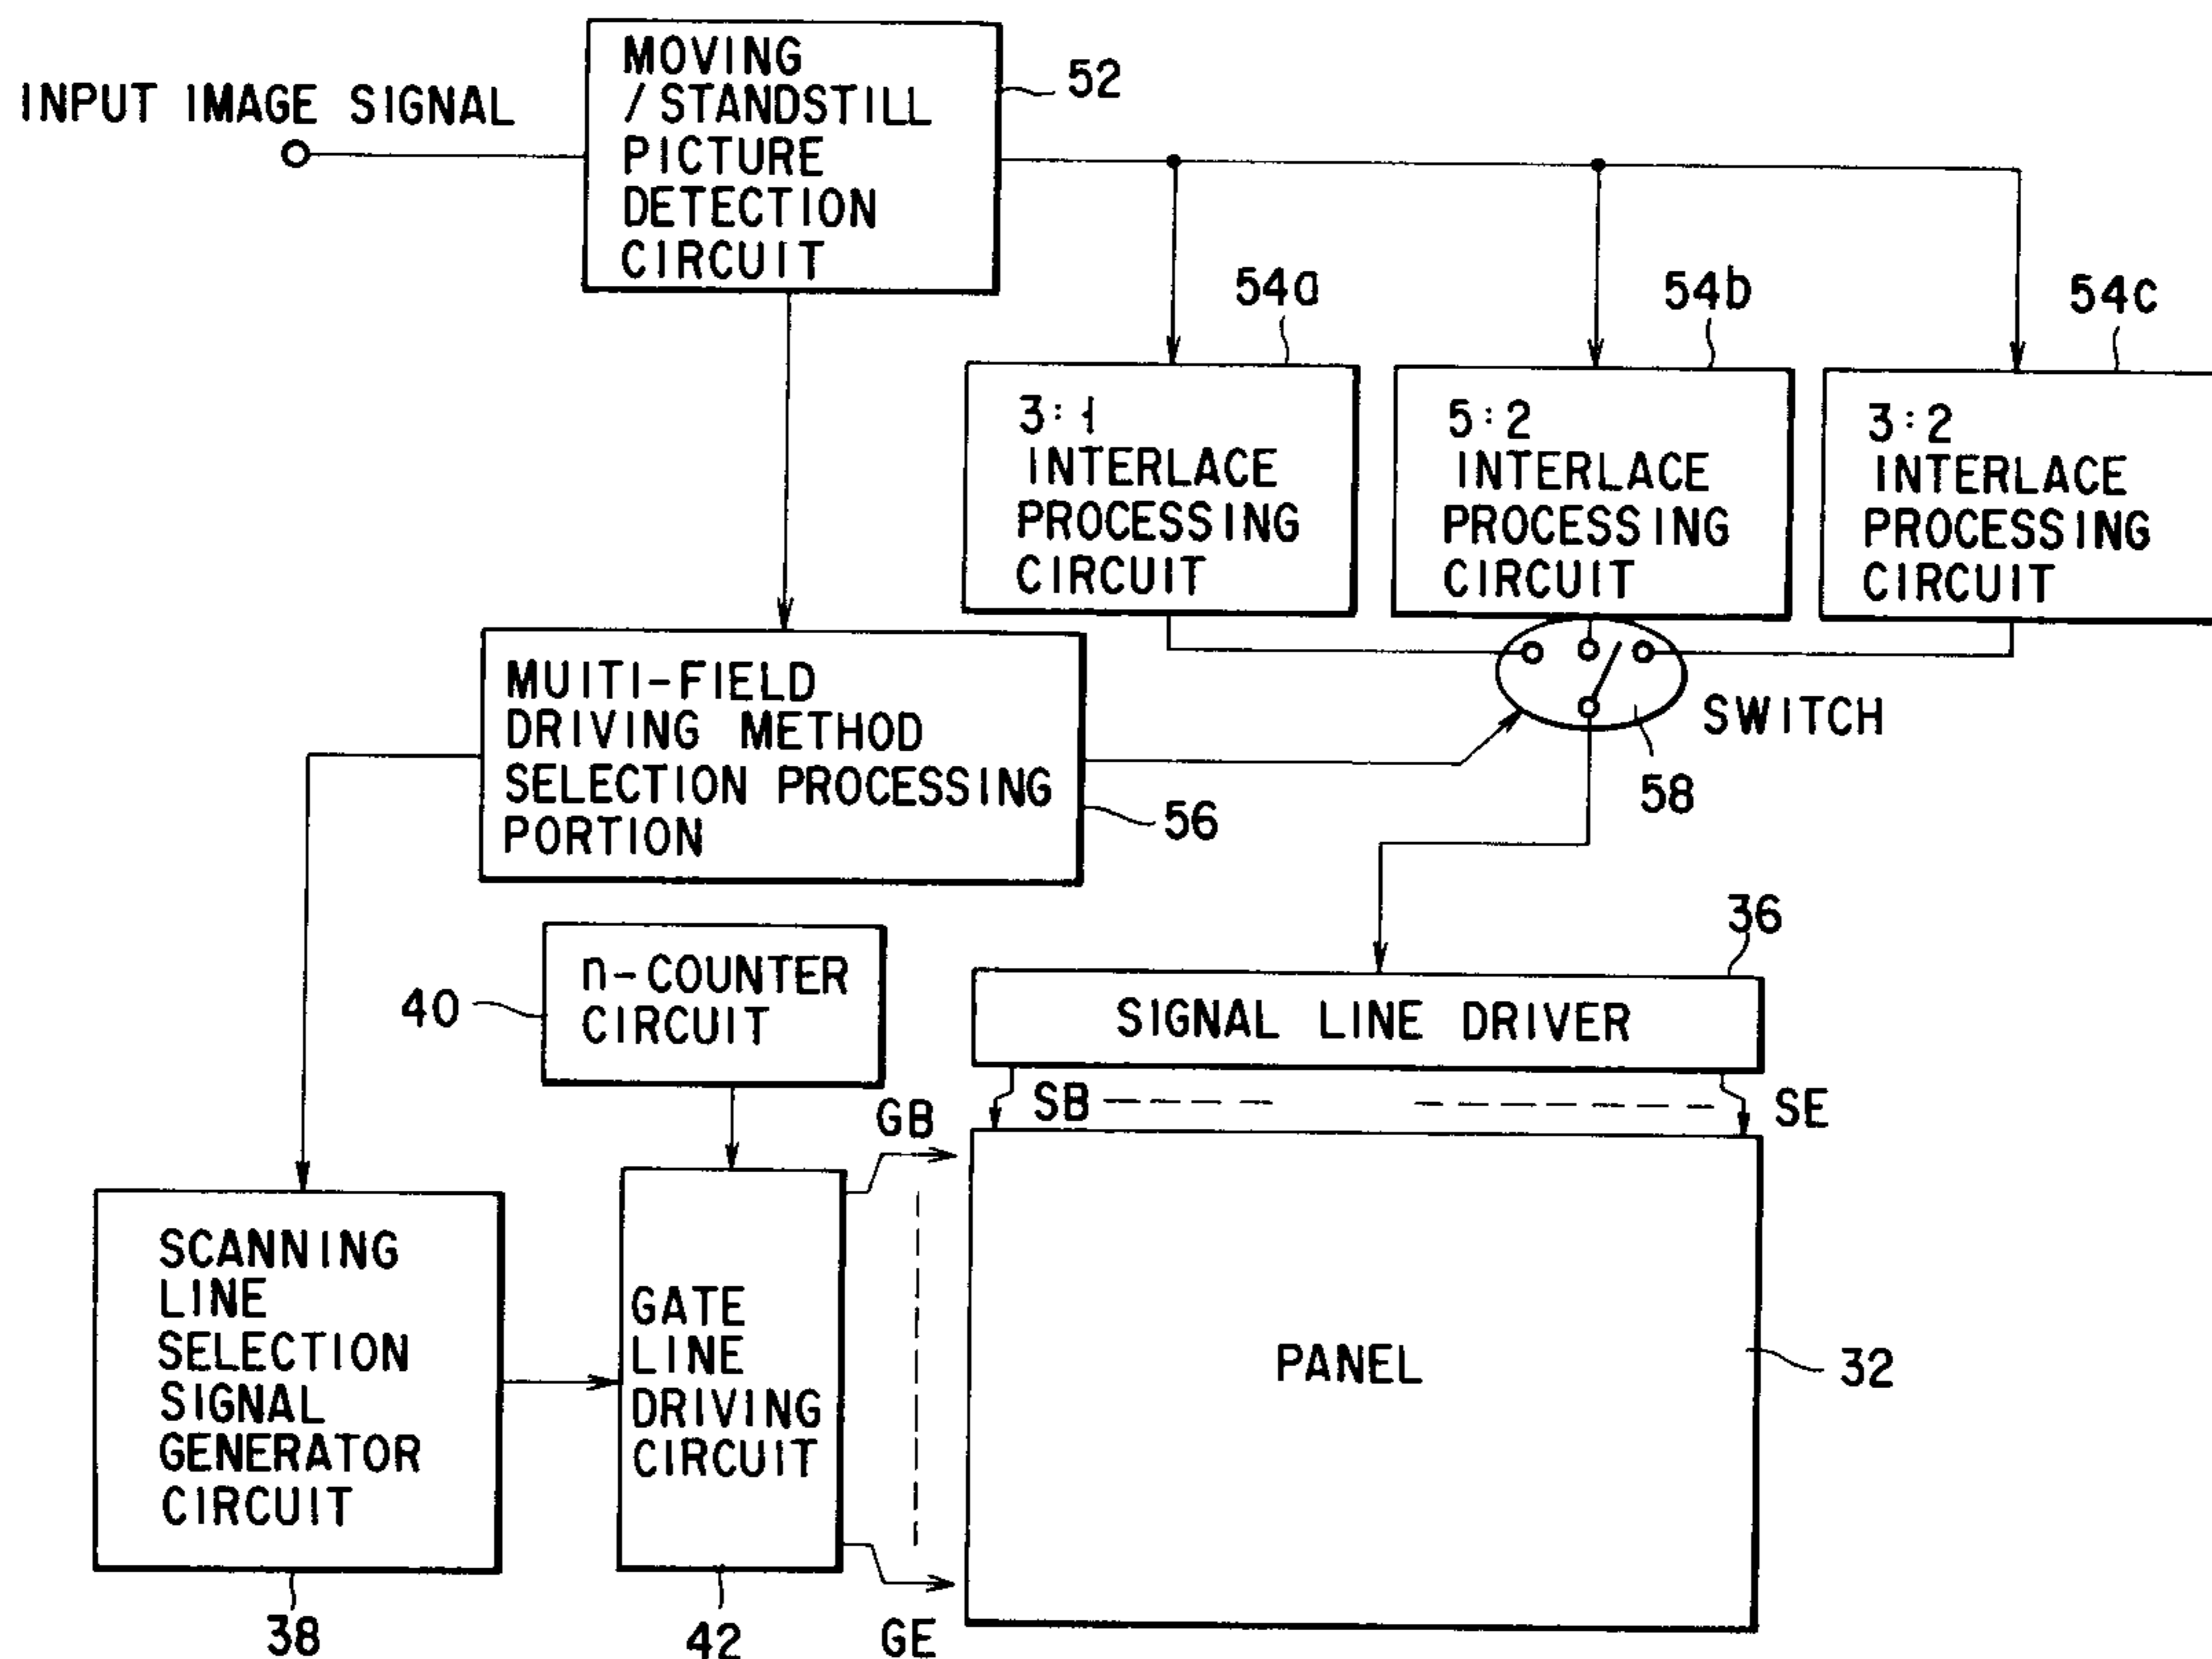 MOVING
/STANDSTILL
PICTURE
DETECTION
CIRCUIT
52
INPUT IMAGE SIGNAL
54a
54b
54c
3:1
INTERLACE
PROCESSING
CIRCUIT
5:2
INTERLACE
PROCESSING
CIRCUIT
3:2
INTERLACE
PROCESSING
CIRCUIT
MUITI-FIELD
DRIVING METHOD
SELECTION PROCESSING
PORTION
56
SWITCH
58
n-COUNTER
CIRCUIT
40
36
SIGNAL LINE DRIVER
SB
SE
GB
SCANNING
LINE
SELECTION
SIGNAL
GENERATOR
CIRCUIT
38
GATE
LINE
DRIVING
CIRCUIT
42
GE
PANEL
32